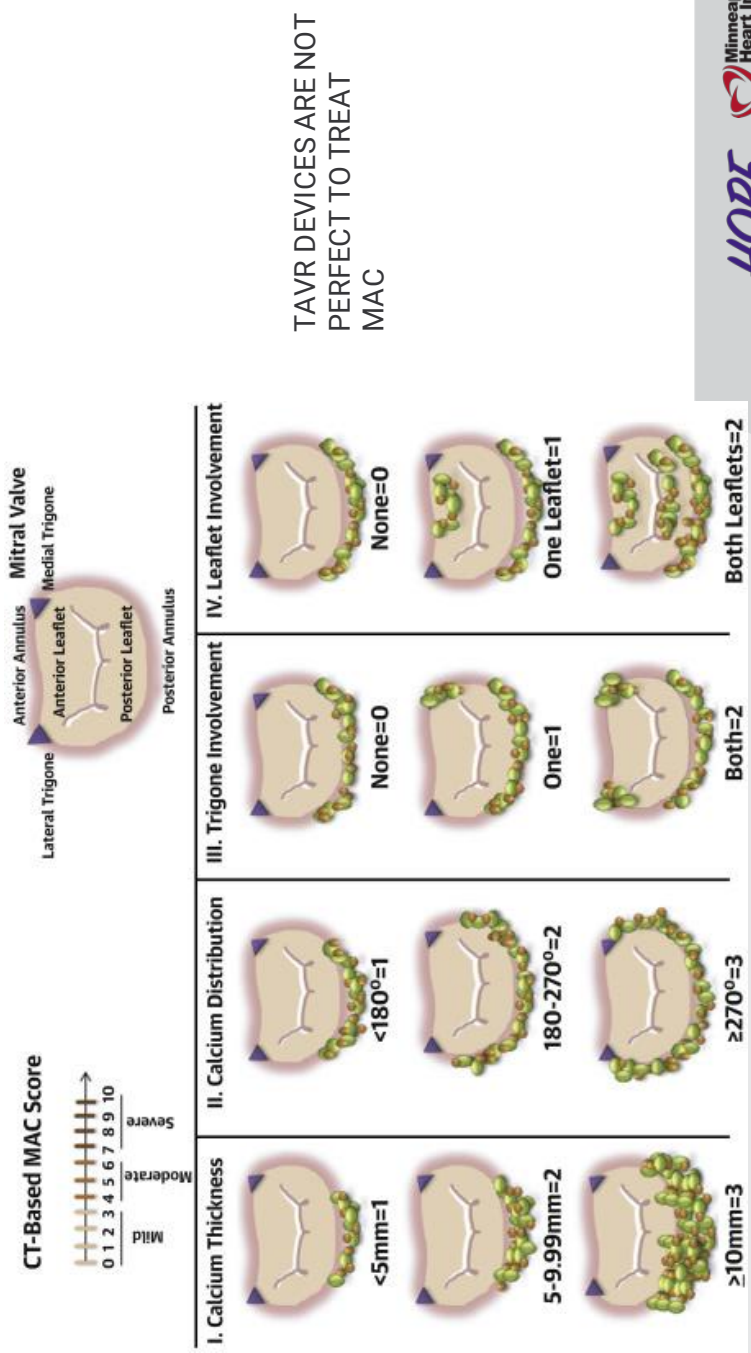 CT-Based MAC Score
0 1 2 3 4 5 6 7 8 9 10
Mild
Moderate
Severe
Mitral Valve
Anterior Annulus
Lateral Trigone
Medial Trigone
Anterior Leaflet
Posterior Leaflet
Posterior Annulus
I. Calcium Thickness
II. Calcium Distribution
III. Trigone Involvement
IV. Leaflet Involvement
<5mm=1
<180º=1
None=0
None=0
5-9.99mm=2
180-270º=2
One=1
One Leaflet=1
≥10mm=3
≥270º=3
Both=2
Both Leaflets=2
TAVR DEVICES ARE NOT
PERFECT TO TREAT
MAC